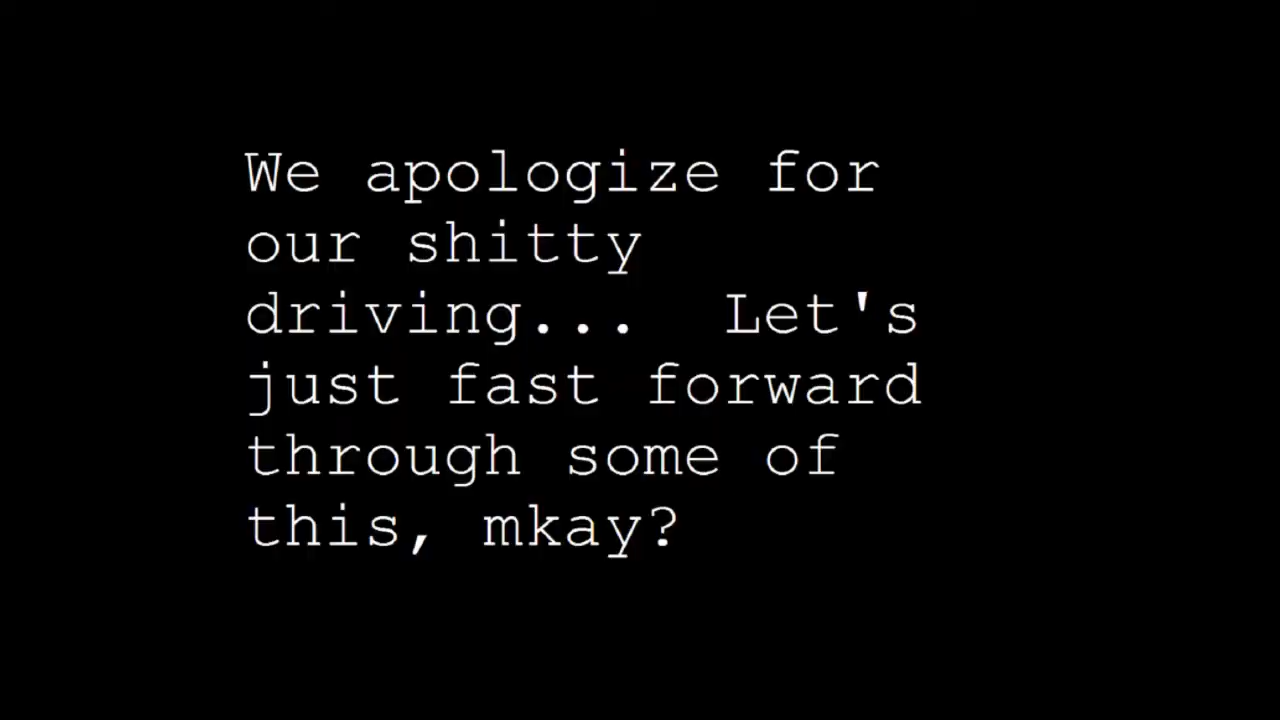 We apologize for
our shitty
driving...  Let's
just fast forward
through some of
this, mkay?